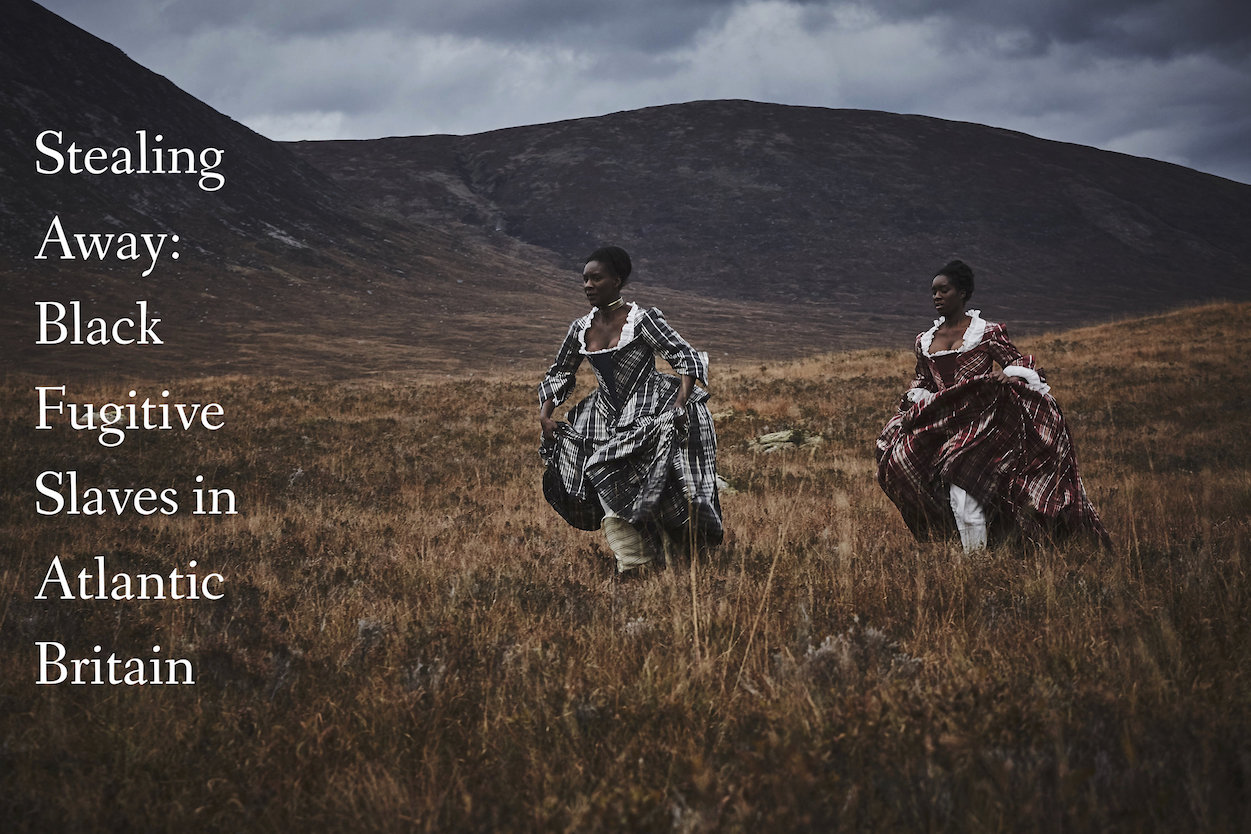 Stealing
Away:
Black
Fugitive
Slaves in
Atlantic
Britain